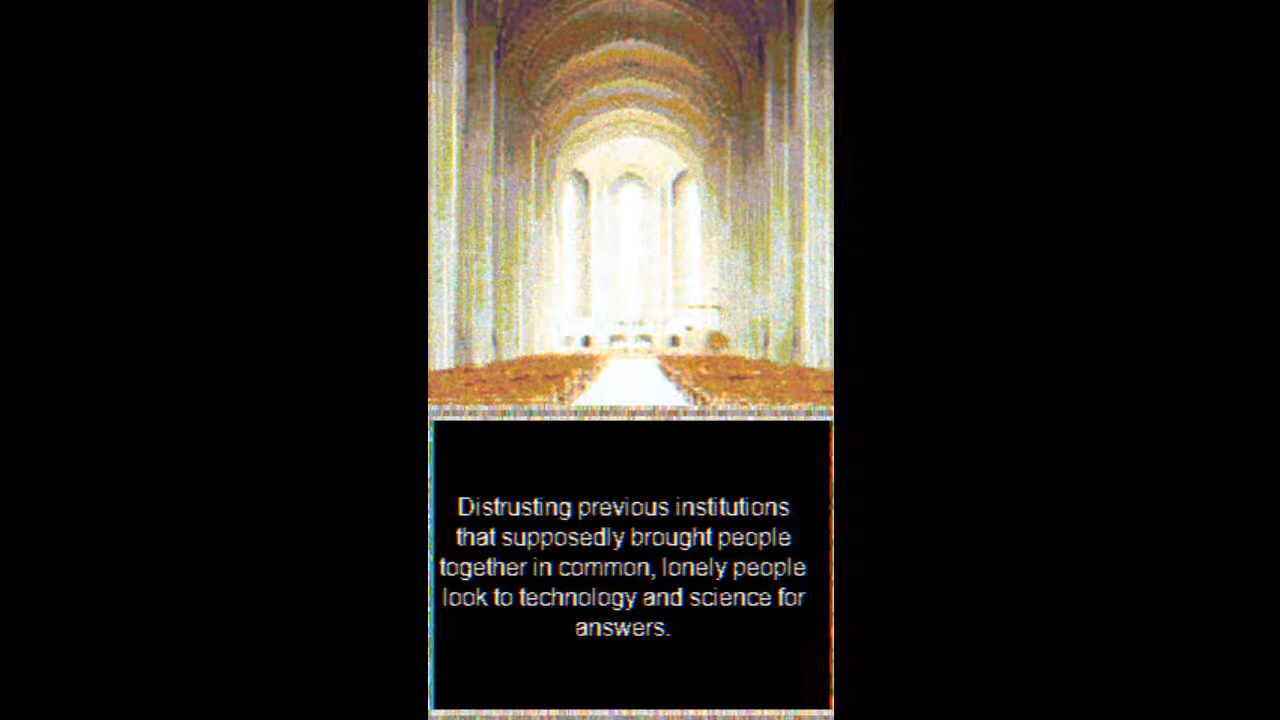 Distrusting previous institutions
that supposedly brought people
together in common, lonely people
look to technology and science for
answers.